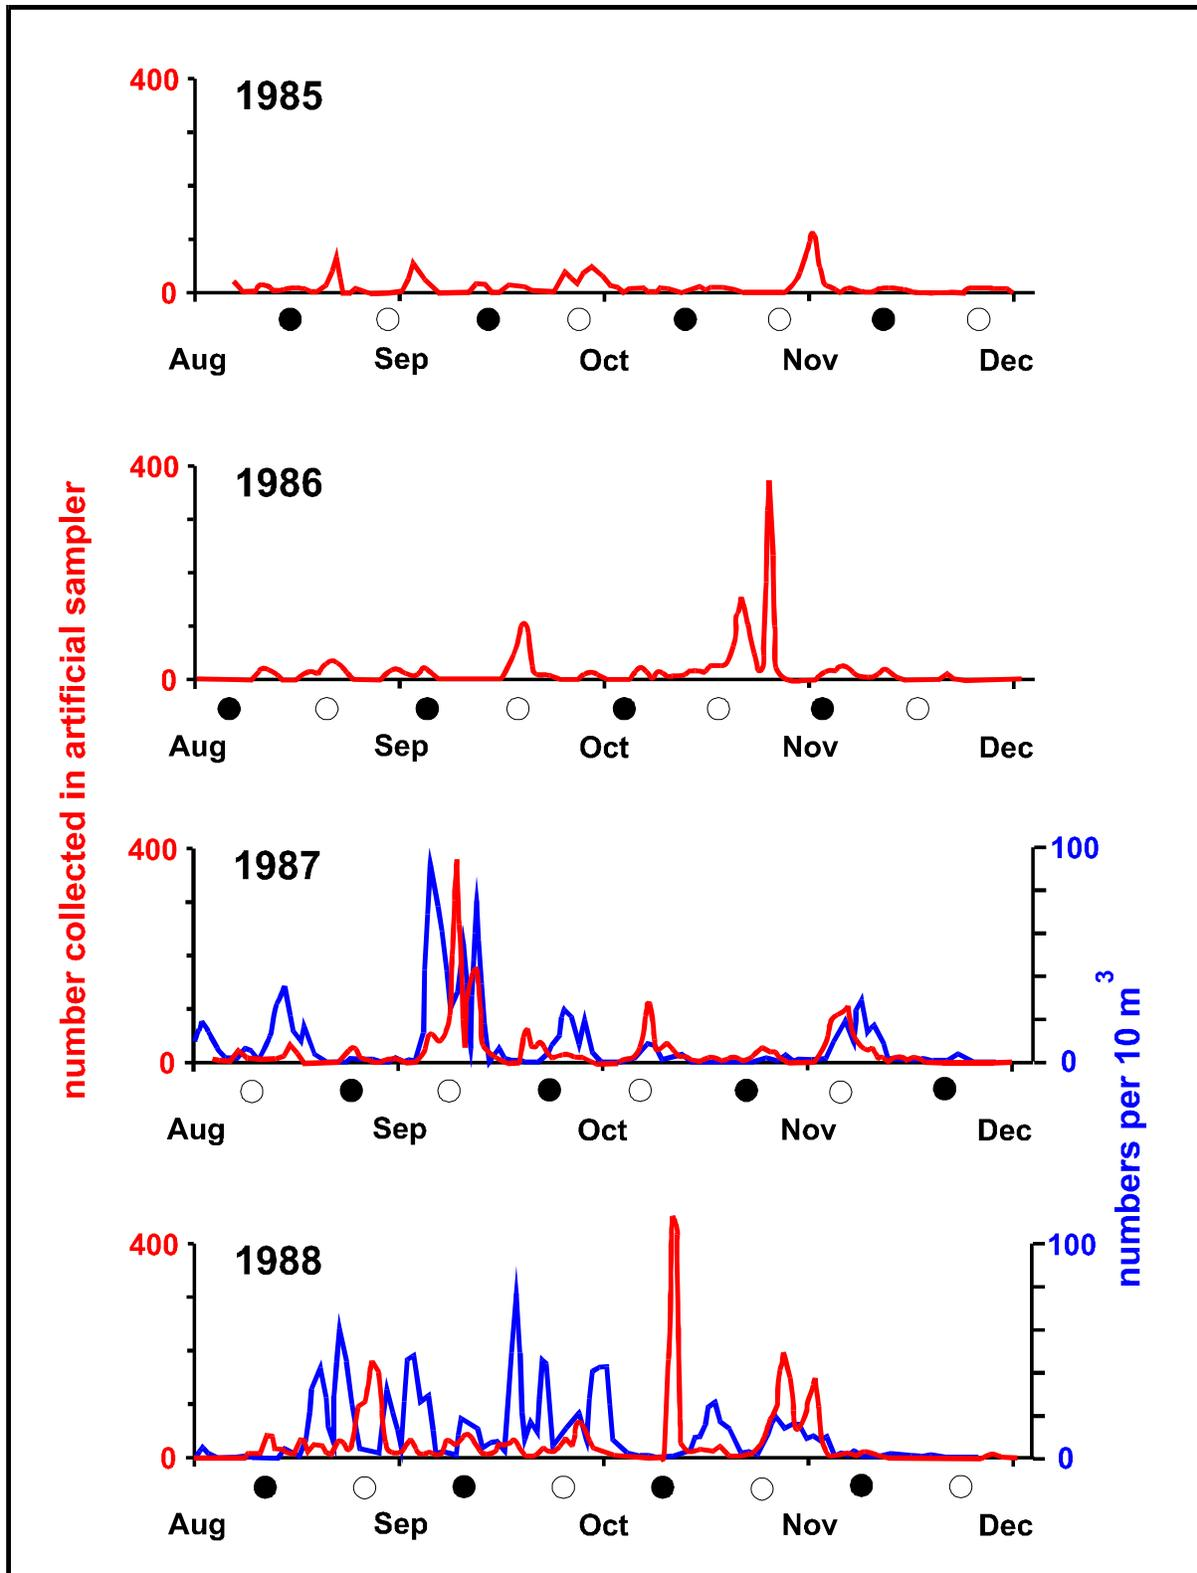 number collected in artificial sampler
400
1985
0
Aug Sep Oct Nov Dec
400
1986
0
Aug Sep Oct Nov Dec
400 100
1987
0 0
Aug Sep Oct Nov Dec
numbers per 10 m³
400 100
1988
0 0
Aug Sep Oct Nov Dec